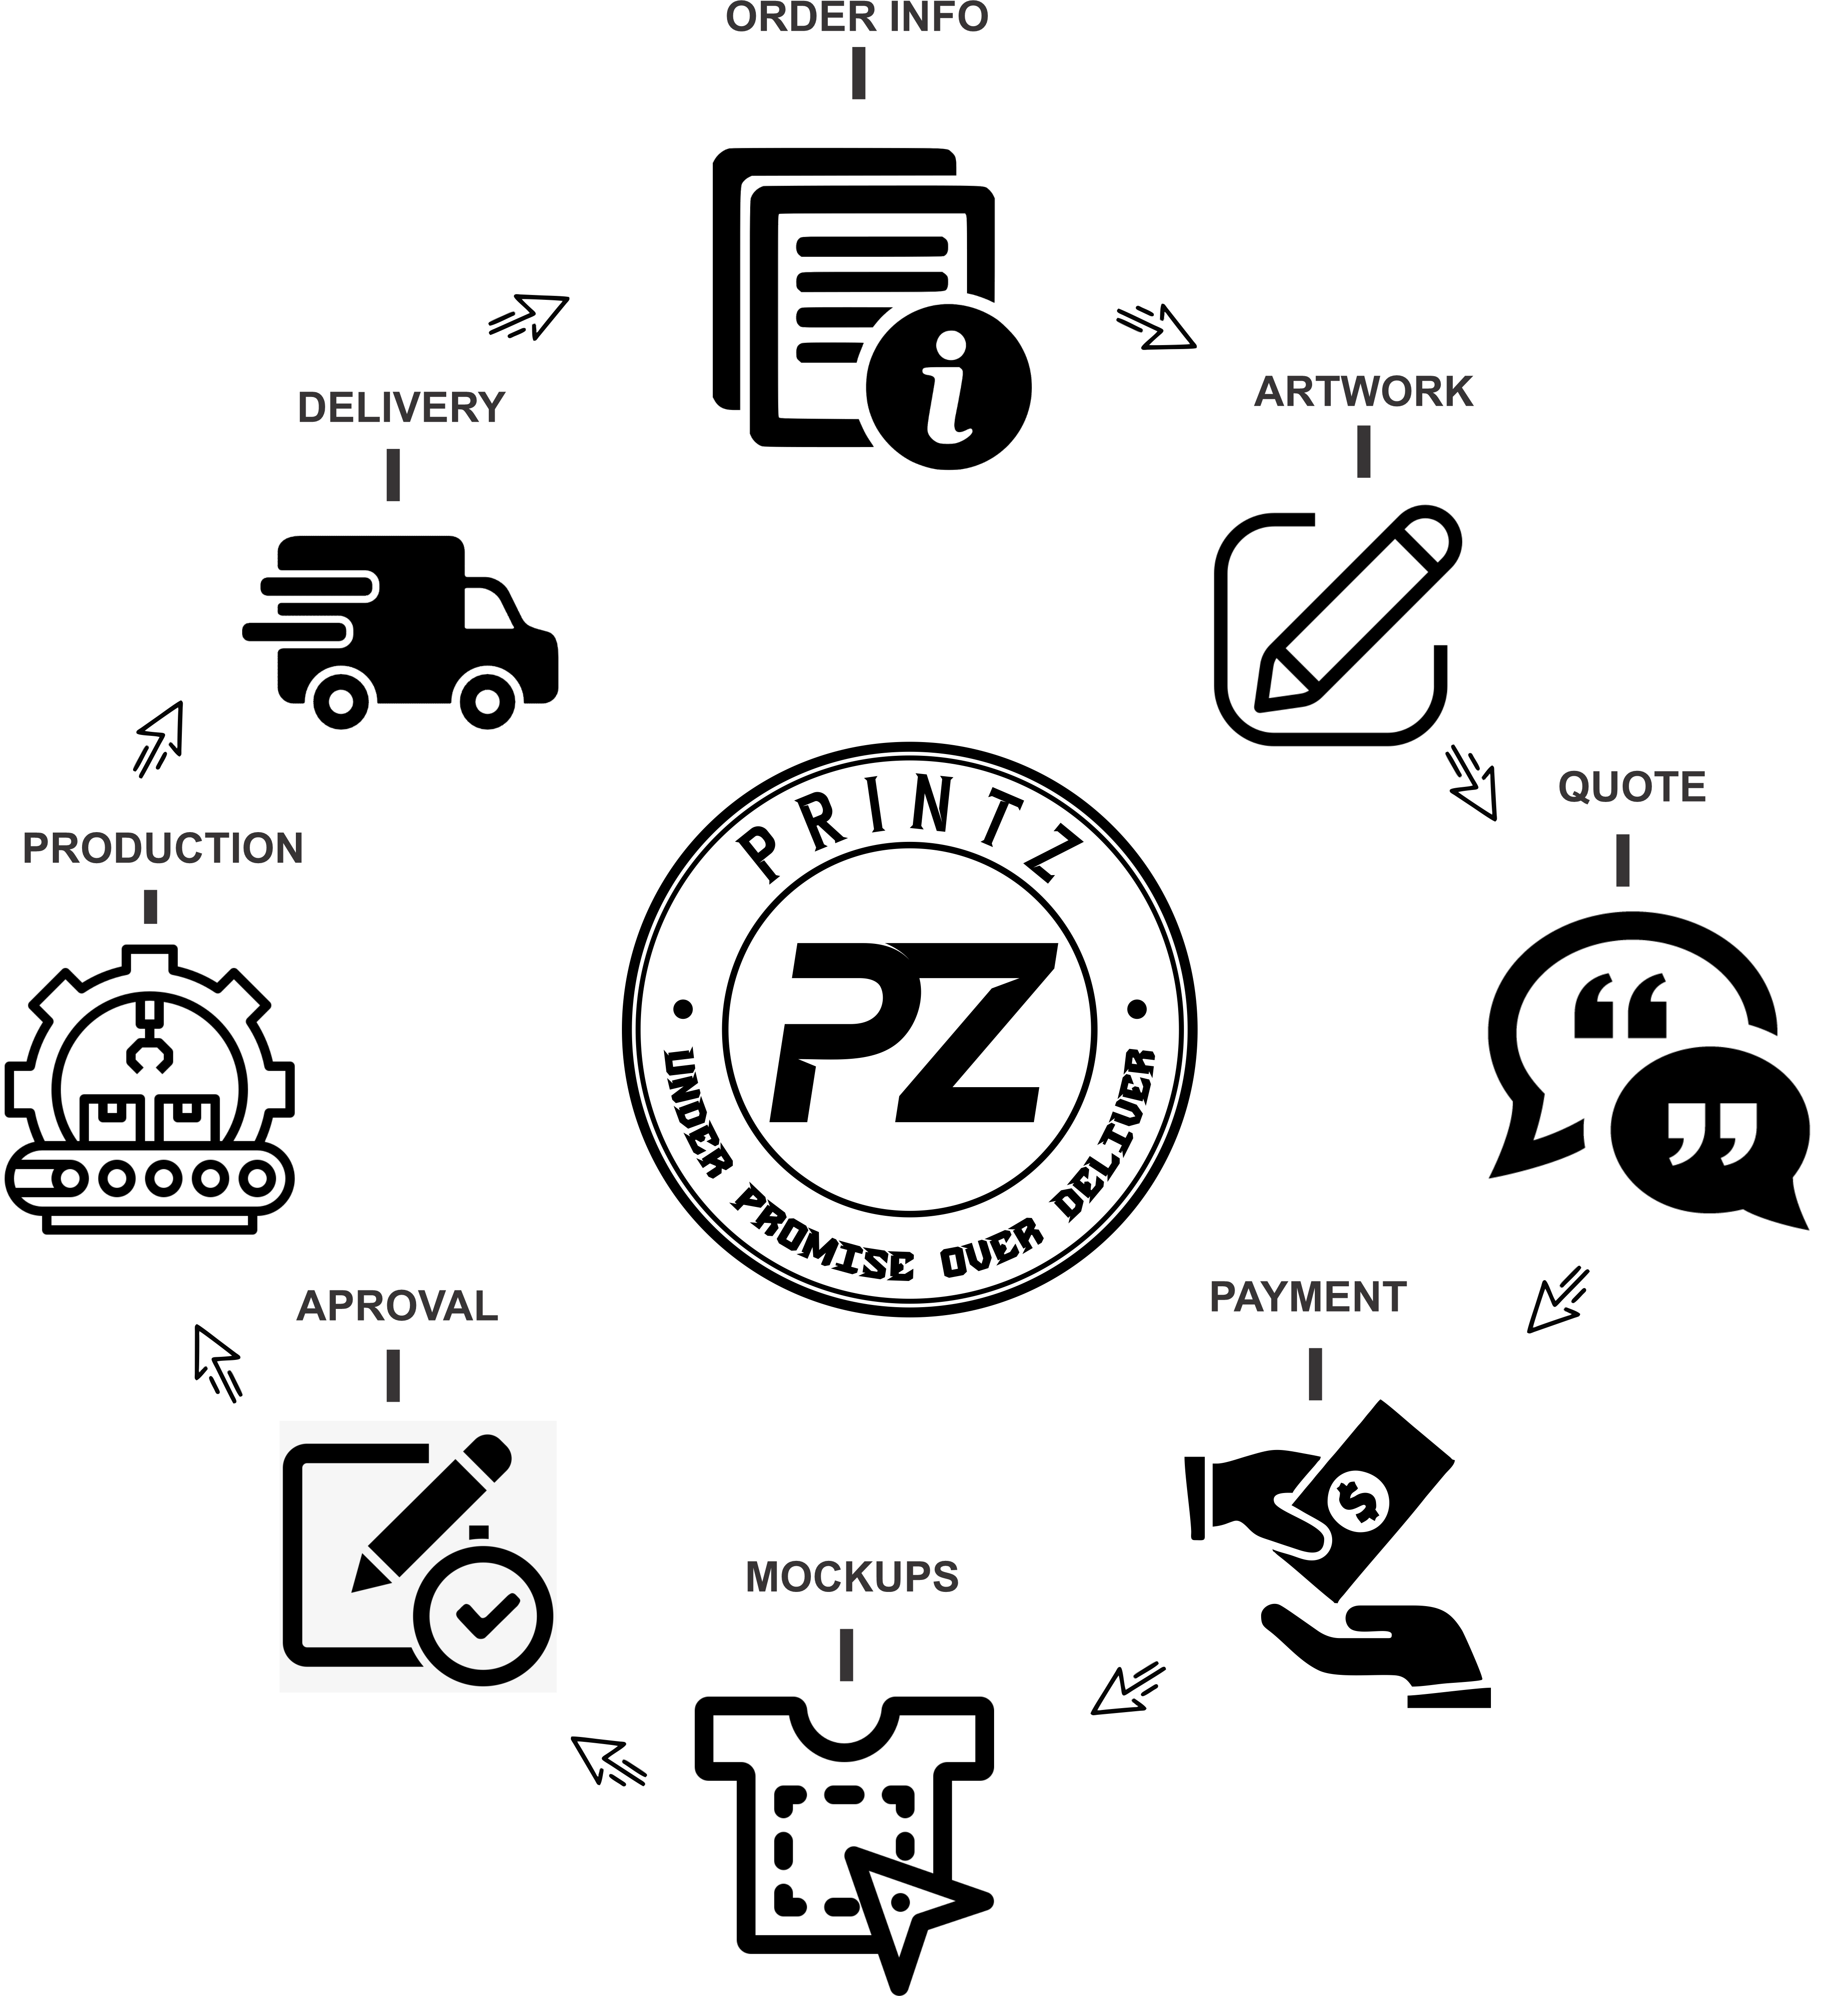 ORDER INFO
ARTWORK
DELIVERY
QUOTE
PRODUCTION
PRINTZ
PZ
UNDER PROMISE OVER DELIVER
APROVAL
PAYMENT
MOCKUPS